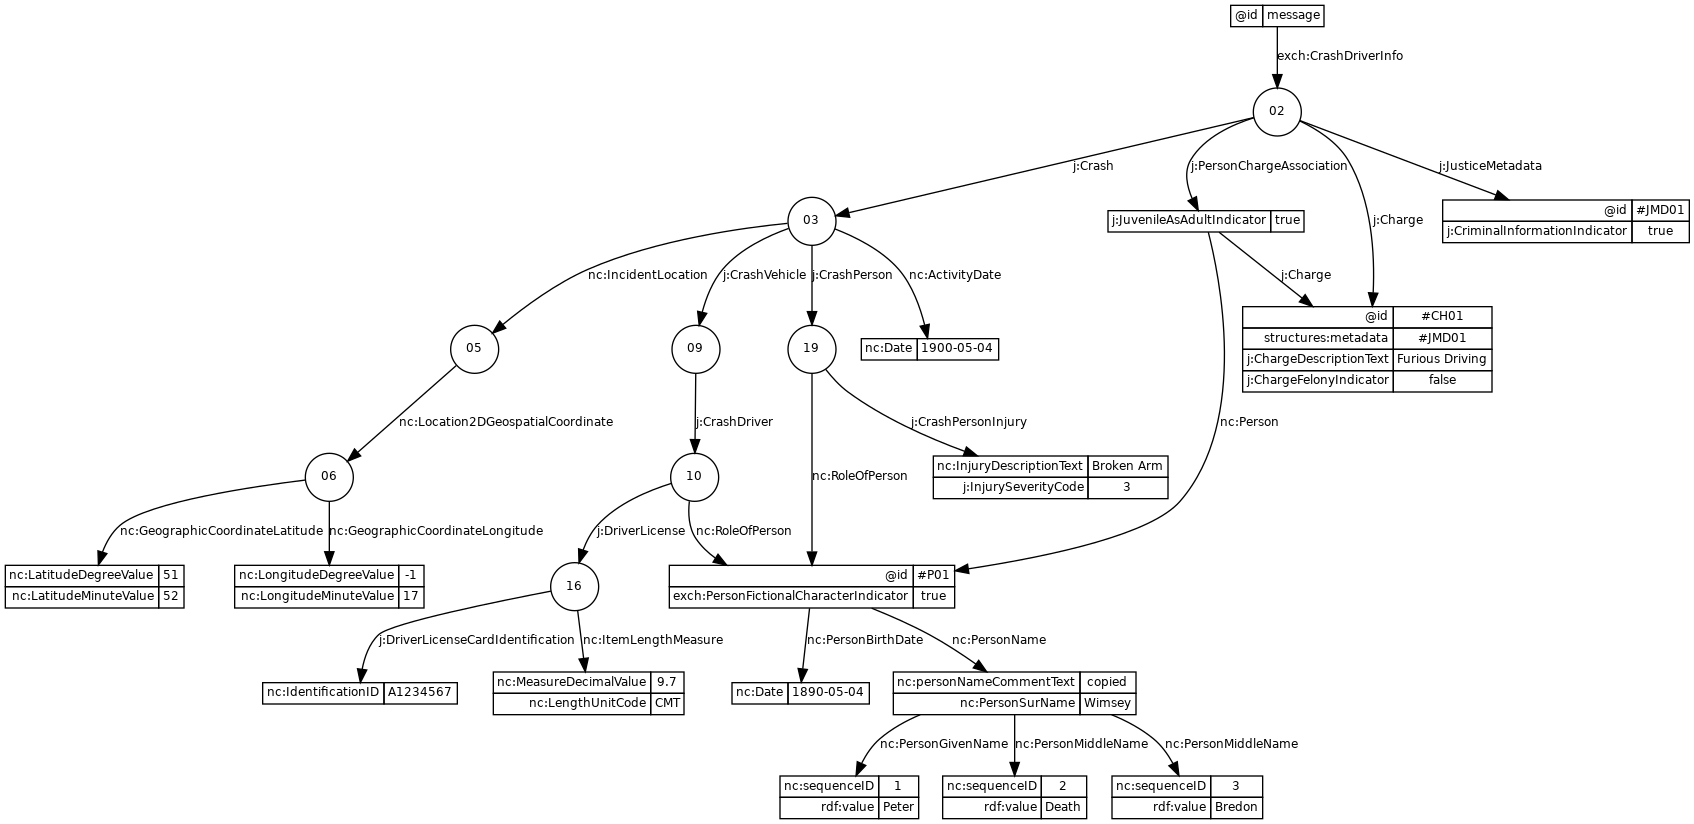 @id message
exch:CrashDriverInfo
02
j:Crash
j:PersonChargeAssociation
j:JusticeMetadata
j:Charge
03
j:JuvenileAsAdultIndicator true
@id #JMD01
j:CriminalInformationIndicator true
nc:IncidentLocation
j:CrashVehicle
j:CrashPerson
nc:ActivityDate
j:Charge
05
09
19
nc:Date 1900-05-04
@id #CH01
structures:metadata #JMD01
j:ChargeDescriptionText Furious Driving
j:ChargeFelonyIndicator false
nc:Location2DGeospatialCoordinate
j:CrashDriver
j:CrashPersonInjury
nc:Person
06
10
nc:RoleOfPerson
nc:InjuryDescriptionText Broken Arm
j:InjurySeverityCode 3
nc:GeographicCoordinateLatitude
nc:GeographicCoordinateLongitude
j:DriverLicense
nc:RoleOfPerson
nc:LatitudeDegreeValue 51
nc:LatitudeMinuteValue 52
nc:LongitudeDegreeValue -1
nc:LongitudeMinuteValue 17
16
@id #P01
exch:PersonFictionalCharacterIndicator true
j:DriverLicenseCardIdentification
nc:ItemLengthMeasure
nc:PersonBirthDate
nc:PersonName
nc:IdentificationID A1234567
nc:MeasureDecimalValue 9.7
nc:LengthUnitCode CMT
nc:Date 1890-05-04
nc:personNameCommentText copied
nc:PersonSurName Wimsey
nc:PersonGivenName
nc:PersonMiddleName
nc:PersonMiddleName
nc:sequenceID 1
rdf:value Peter
nc:sequenceID 2
rdf:value Death
nc:sequenceID 3
rdf:value Bredon